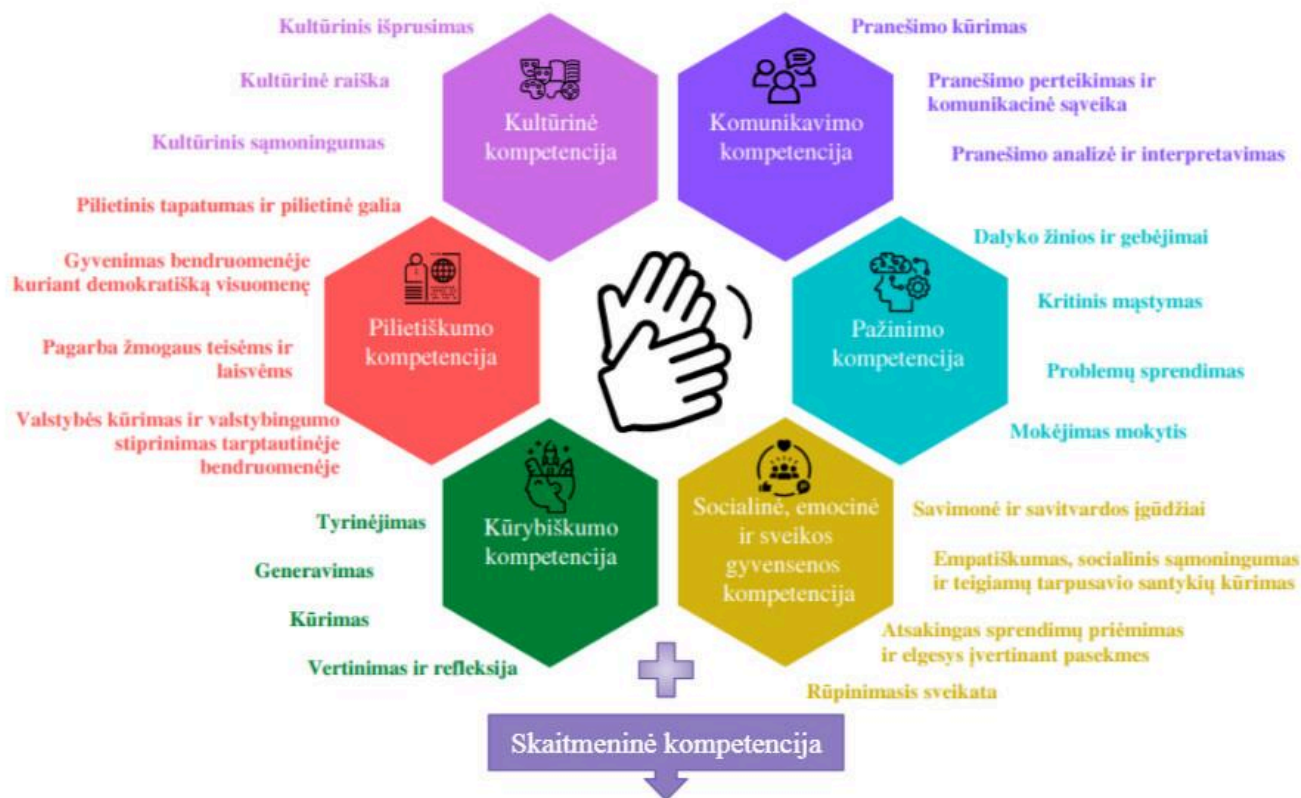 Kultūrinis išprusimas
Kultūrinė raiška
Kultūrinis sąmoningumas
Kultūrinė
kompetencija
Komunikavimo
kompetencija
Pranešimo kūrimas
Pranešimo perteikimas ir
komunikacinė sąveika
Pranešimo analizė ir interpretavimas
Pilietinis tapatumas ir pilietinė galia
Gyvenimas bendruomenėje
kuriant demokratišką visuomenę
Pagarba žmogaus teisėms ir
laisvėms
Valstybės kūrimas ir valstybingumo
stiprinimas tarptautinėje
bendruomenėje
Pilietiškumo
kompetencija
Pažinimo
kompetencija
Dalyko žinios ir gebėjimai
Kritinis mąstymas
Problemų sprendimas
Mokėjimas mokytis
Tyrinėjimas
Generavimas
Kūrimas
Vertinimas ir refleksija
Kūrybiškumo
kompetencija
Socialinė, emocinė
ir sveikos
gyvensenos
kompetencija
Savimonė ir savitvardos įgūdžiai
Empatiškumas, socialinis sąmoningumas
ir teigiamų tarpusavio santykių kūrimas
Atsakingas sprendimų priėmimas
ir elgesys įvertinant pasekmes
Rūpinimasis sveikata
Skaitmeninė kompetencija